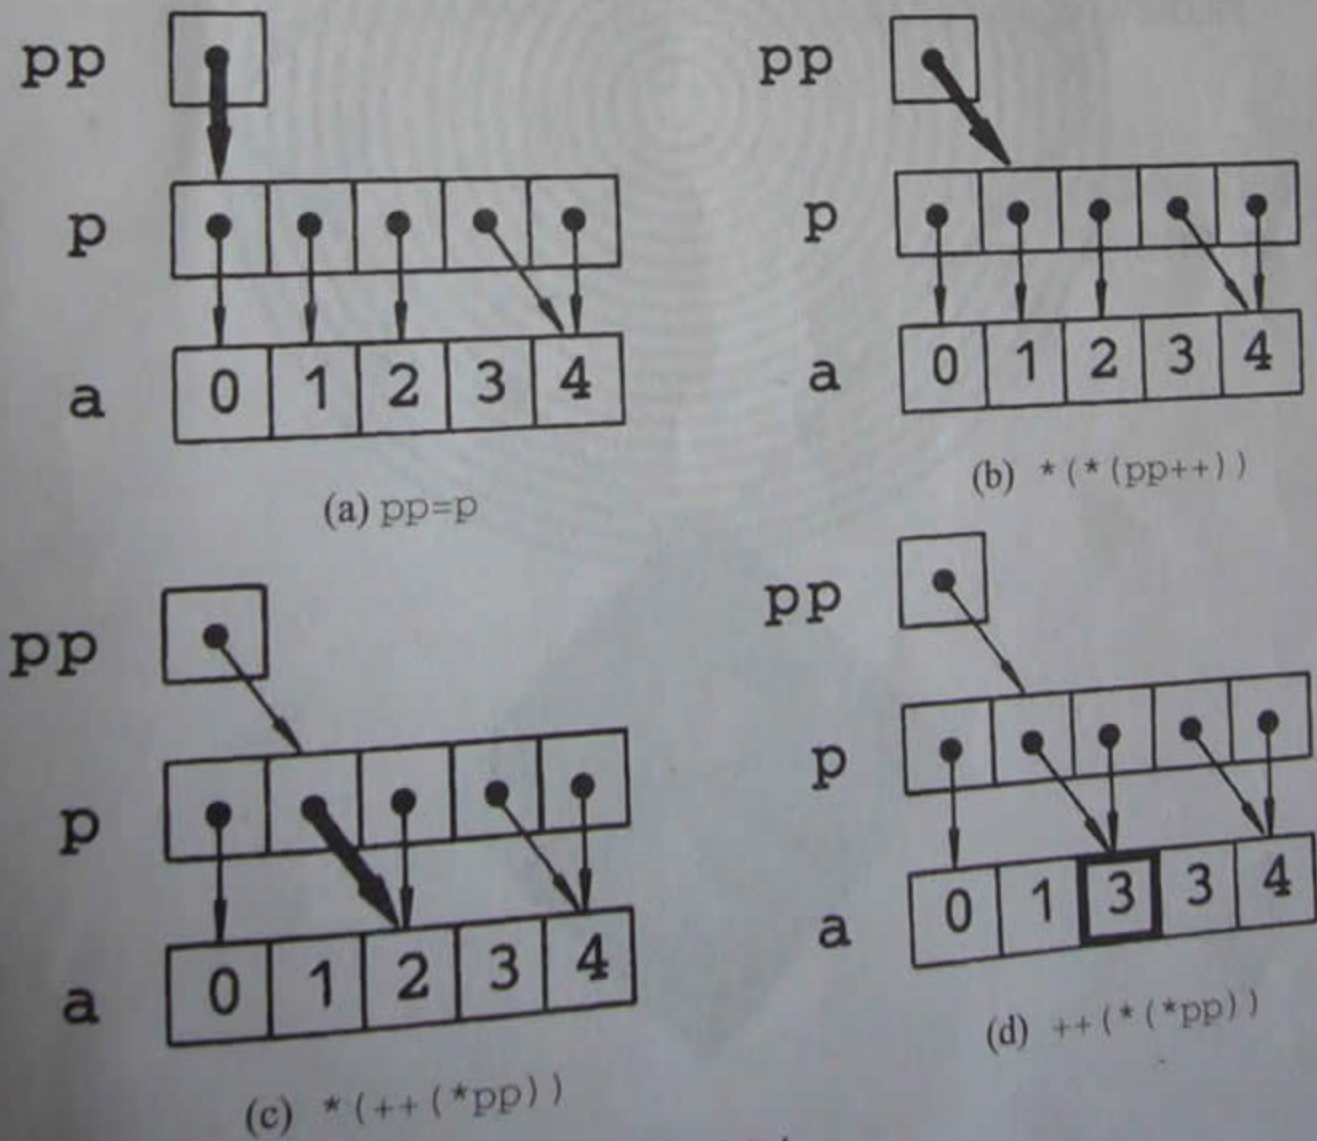 pp
p
a 0 1 2 3 4
(a) pp=p
pp
p
a 0 1 2 3 4
(b) *(*(pp++))
pp
p
a 0 1 2 3 4
(c) *(++(*pp))
pp
p
a 0 1 3 3 4
(d) ++(*(*pp))